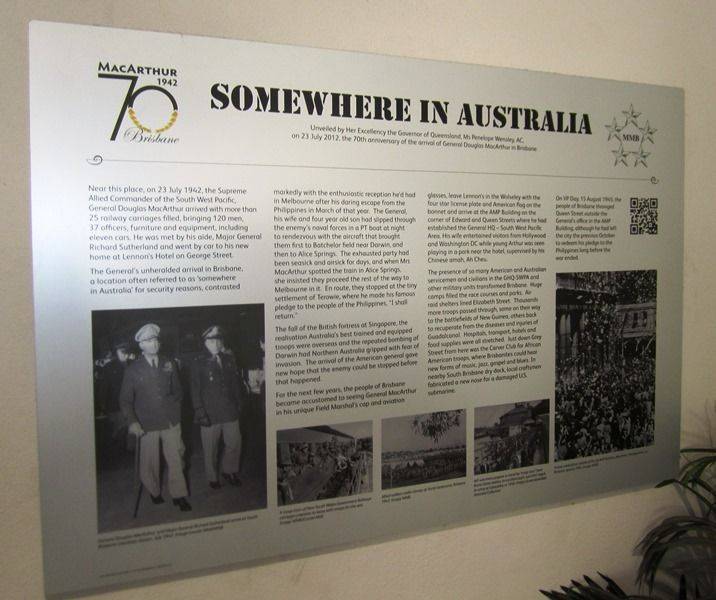 MACARTHUR
1942
70
Brisbane
SOMEWHERE IN AUSTRALIA
Unveiled by Her Excellency the Governor of Queensland, Ms Penelope Wensley, AC,
on 23 July 2012, the 70th anniversary of the arrival of General Douglas MacArthur in Brisbane
MMB
Near this place, on 23 July 1942, the Supreme
Allied Commander of the South West Pacific,
General Douglas MacArthur arrived with more than
25 railway carriages filled, bringing 120 men,
37 officers, furniture and equipment, including
eleven cars. He was met by his aide, Major General
Richard Sutherland and went by car to his new
home at Lennon's Hotel on George Street.
The General's unheralded arrival in Brisbane,
a location often referred to as 'somewhere
in Australia' for security reasons, contrasted
markedly with the enthusiastic reception he'd had
in Melbourne after his daring escape from the
Philippines in March of that year. The General,
his wife and four year old son had slipped through
the enemy's naval forces in a PT boat at night
to rendezvous with the aircraft that brought
them first to Batchelor field near Darwin, and
then to Alice Springs. The exhausted party had
been seasick and airsick for days, and when Mrs
MacArthur spotted the train in Alice Springs,
she insisted they proceed the rest of the way to
Melbourne in it. En route, they stopped at the tiny
settlement of Terowie, where he made his famous
pledge to the people of the Philippines, "I shall
return."
The fall of the British fortress at Singapore, the
realisation Australia's best trained and equipped
troops were overseas and the repeated bombing of
Darwin had Northern Australia gripped with fear of
invasion. The arrival of the American general gave
new hope that the enemy could be stopped before
that happened.
For the next few years, the people of Brisbane
became accustomed to seeing General MacArthur
in his unique Field Marshal's cap and aviation
glasses, leave Lennon's in the Wolseley with the
four star license plate and American flag on the
bonnet and arrive at the AMP Building on the
corner of Edward and Queen Streets where he had
established the General HQ – South West Pacific
Area. His wife entertained visitors from Hollywood
and Washington DC while young Arthur was seen
playing in a park near the hotel, supervised by his
Chinese amah, Ah Cheu.
The presence of so many American and Australian
servicemen and civilians in the GHQ-SWPA and
other military units transformed Brisbane. Huge
camps filled the race courses and parks. Air
raid shelters lined Elizabeth Street. Thousands
more troops passed through, some on their way
to the battlefields of New Guinea, others back
to recuperate from the diseases and injuries of
Guadalcanal. Hospitals, transport, hotels and
food supplies were all stretched. Just down Grey
Street from here was the Carver Club for African
American troops, where Brisbanites could hear
new forms of music, jazz, gospel and blues. In
nearby South Brisbane dry dock, local craftsmen
fabricated a new nose for a damaged U.S.
submarine.
On VP Day, 15 August 1945, the
people of Brisbane thronged
Queen Street outside the
General's office in the AMP
Building, although he had left
the city the previous October
to redeem his pledge to the
Philippines long before the
war ended.